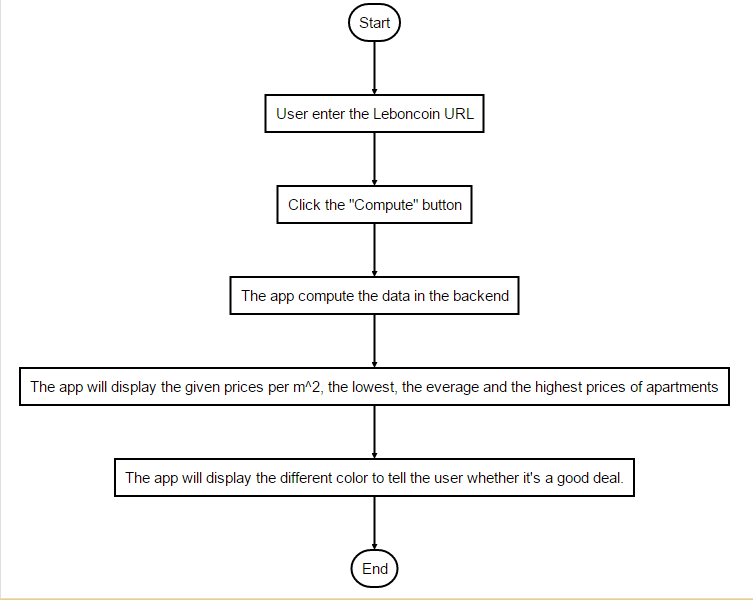 Start
User enter the Leboncoin URL
Click the "Compute" button
The app compute the data in the backend
The app will display the given prices per m^2, the lowest, the everage and the highest prices of apartments
The app will display the different color to tell the user whether it's a good deal.
End